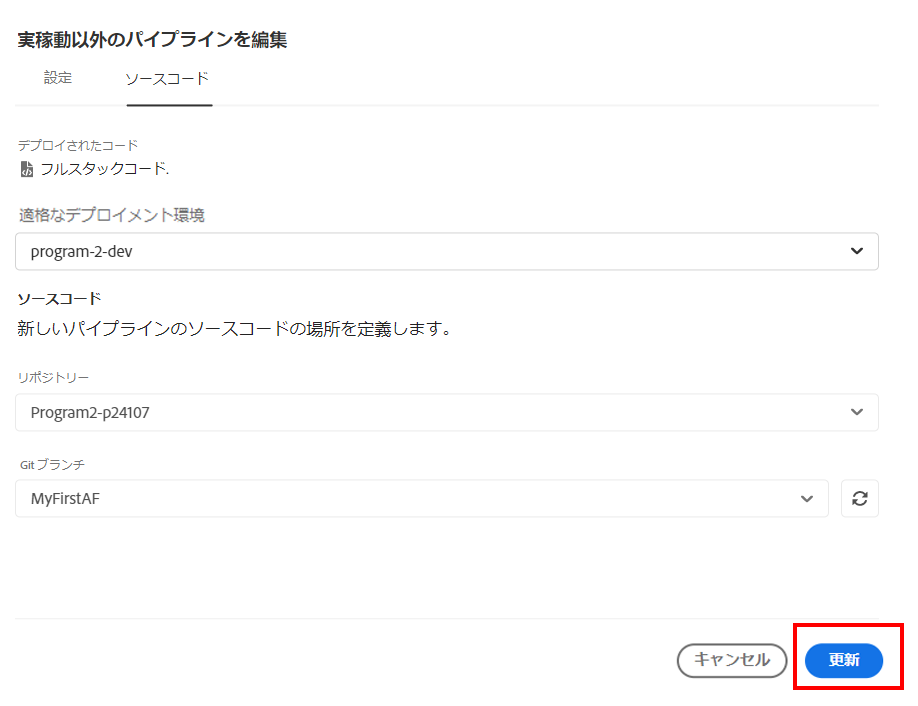 実稼動以外のパイプラインを編集
設定 ソースコード
デプロイされたコード
フルスタックコード.
適格なデプロイメント環境
program-2-dev
ソースコード
新しいパイプラインのソースコードの場所を定義します。
リポジトリー
Program2-p24107
Git ブランチ
MyFirstAF
キャンセル 更新